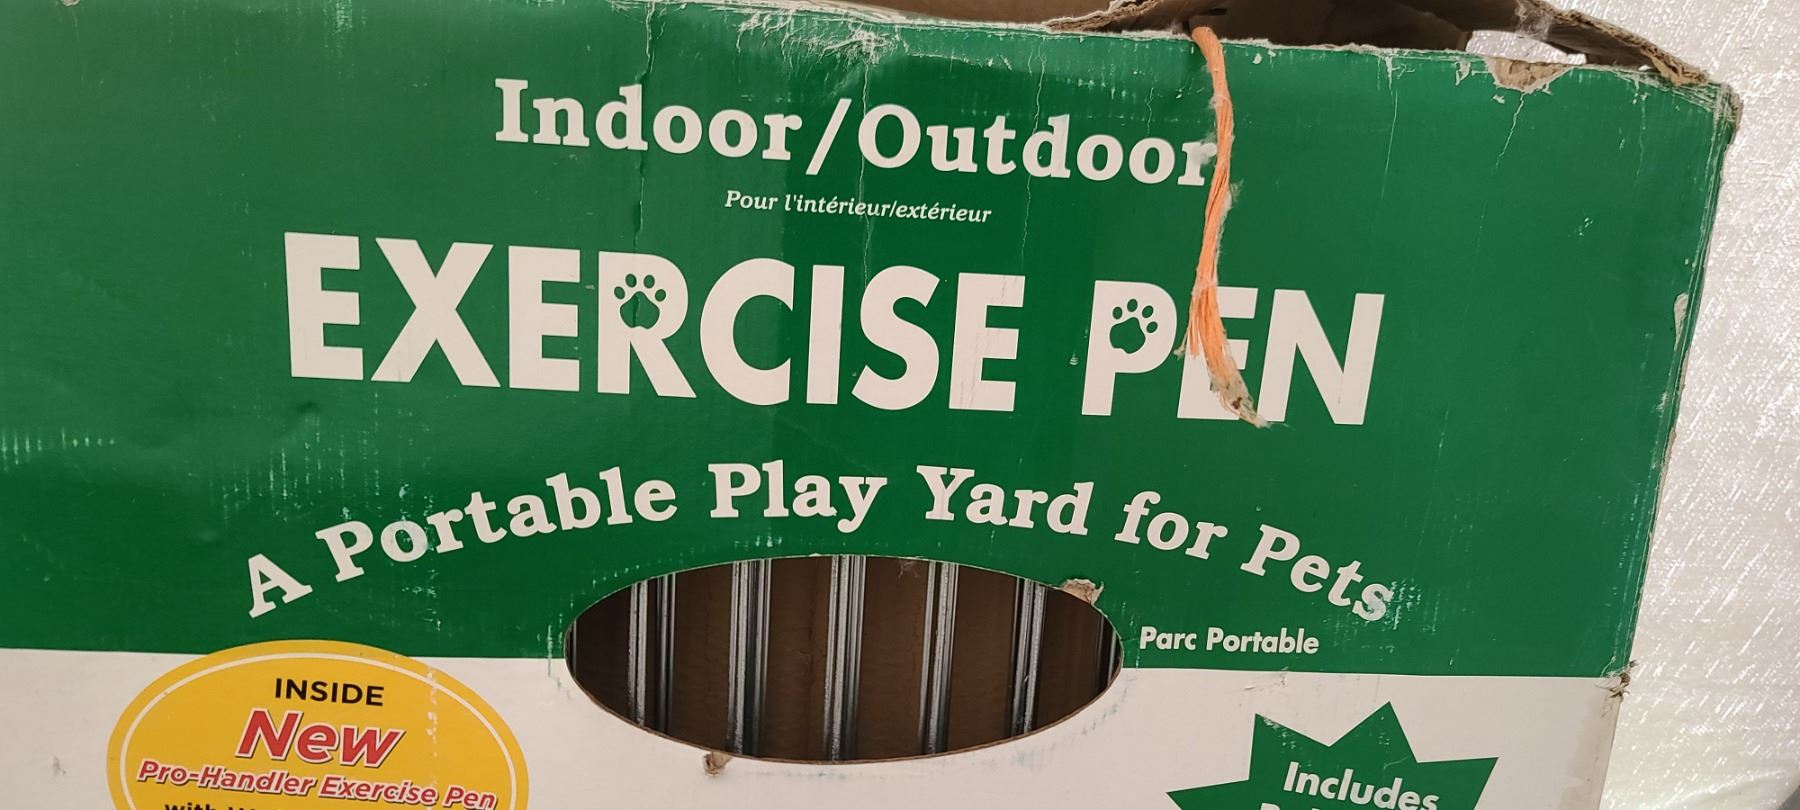 Indoor/Outdoor
Pour l'intérieur/extérieur
EXERCISE PEN
A Portable Play Yard for Pets
Parc Portable
INSIDE
New
Pro-Handler Exercise Pen
with
Includes